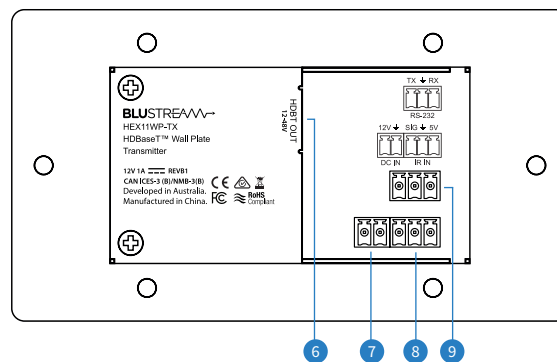 BLUSTREAM
HEX11WP-TX
HDBaseT™ Wall Plate
Transmitter
12V 1A REVB1
CAN ICES-3 (B)/NMB-3(B)
Developed in Australia.
Manufactured in China.
CE
FC
RoHS
Compliant
HDBT OUT
12-48V
TX RX
RS-232
12V SIG 5V
DC IN IR IN
6 7 8 9